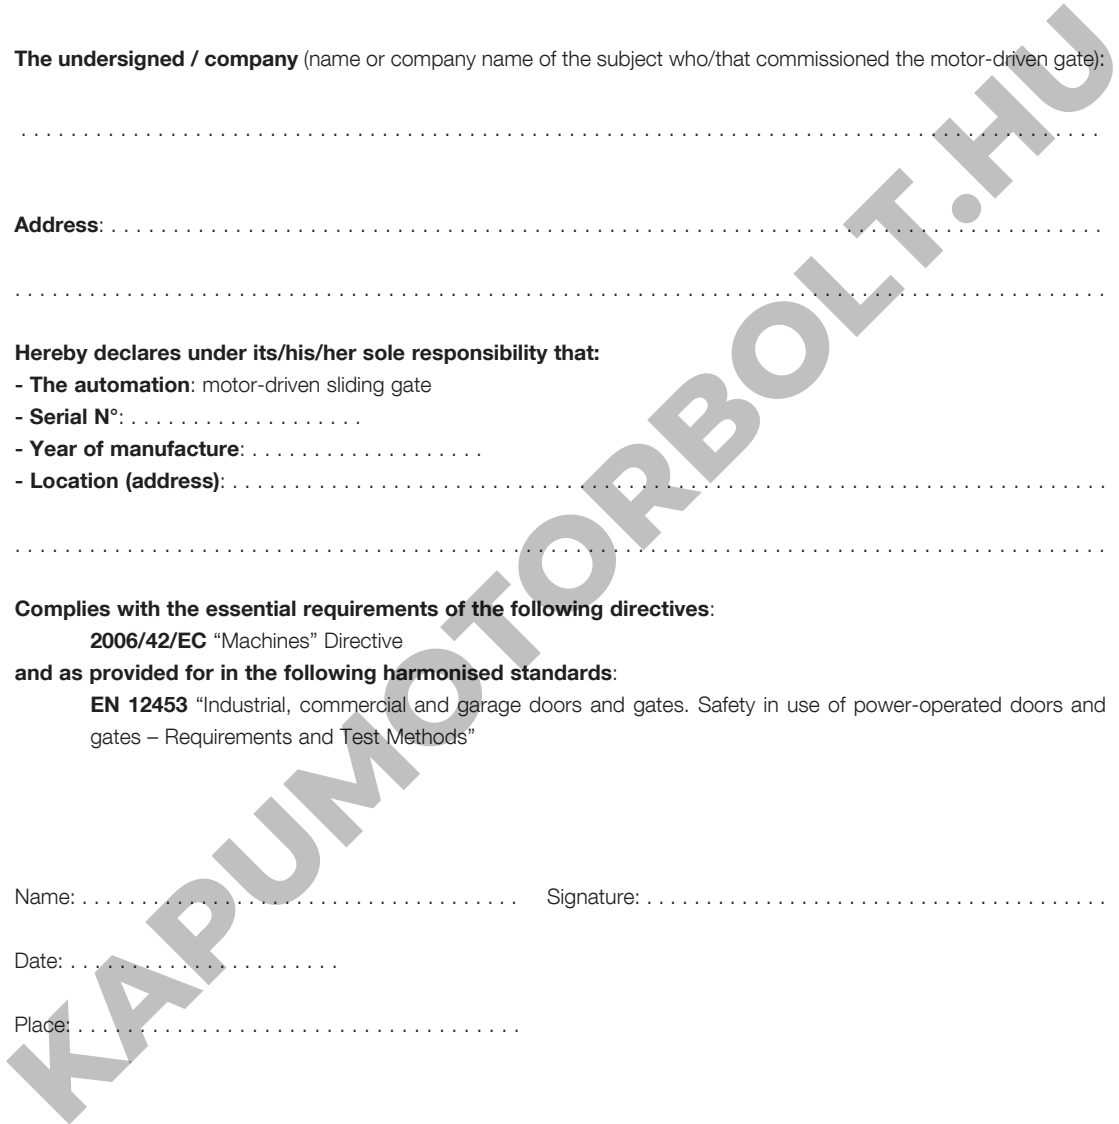 The undersigned / company (name or company name of the subject who/that commissioned the motor-driven gate):
. . . . . . . . . . . . . . . . . . . . . . . . . . . . . . . . . . . . . . . . . . . . . . . . . . . . . . . . . . . . . . . . . . . . . . . . . . . . . . . . . . . . . . .
Address: . . . . . . . . . . . . . . . . . . . . . . . . . . . . . . . . . . . . . . . . . . . . . . . . . . . . . . . . . . . . . . . . . . . . . . . . . . . . . . . .
. . . . . . . . . . . . . . . . . . . . . . . . . . . . . . . . . . . . . . . . . . . . . . . . . . . . . . . . . . . . . . . . . . . . . . . . . . . . . . . . . . . . . . . .
Hereby declares under its/his/her sole responsibility that:
- The automation: motor-driven sliding gate
- Serial N°: . . . . . . . . . . . . . . . . . . .
- Year of manufacture: . . . . . . . . . . . . . . . . . . .
- Location (address): . . . . . . . . . . . . . . . . . . . . . . . . . . . . . . . . . . . . . . . . . . . . . . . . . . . . . . . . . . . . . . . . . . . . . . .
. . . . . . . . . . . . . . . . . . . . . . . . . . . . . . . . . . . . . . . . . . . . . . . . . . . . . . . . . . . . . . . . . . . . . . . . . . . . . . . . . . . . . . . .
Complies with the essential requirements of the following directives:
2006/42/EC “Machines” Directive
and as provided for in the following harmonised standards:
EN 12453 “Industrial, commercial and garage doors and gates. Safety in use of power-operated doors and
gates – Requirements and Test Methods”
Name: . . . . . . . . . . . . . . . . . . . . . . . . . . . . . . . . . . . . Signature: . . . . . . . . . . . . . . . . . . . . . . . . . . . . . . . . . . . . . .
Date: . . . . . . . . . . . . . . . . . . . . . .
Place: . . . . . . . . . . . . . . . . . . . . . . . . . . . . . . . . . . . .
KAPUMOTORBOLT.HU